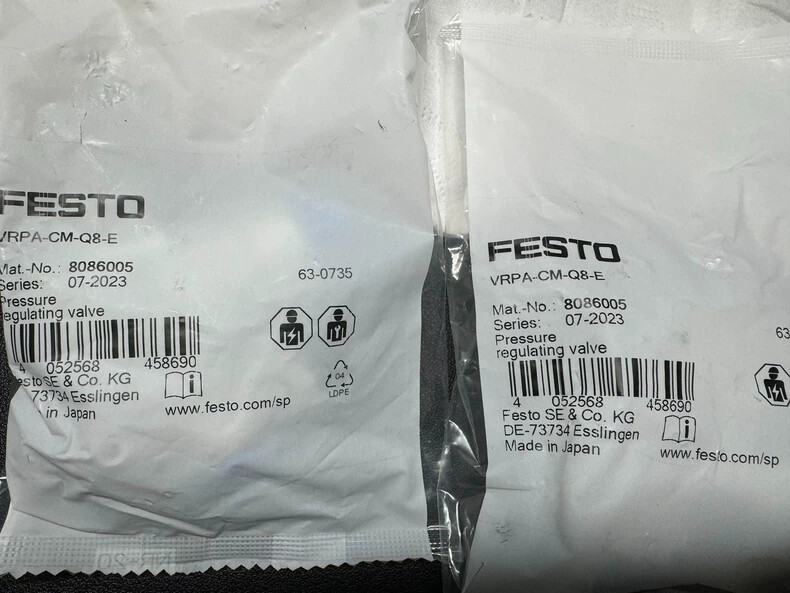 FESTO
VRPA-CM-Q8-E
Mat.-No.: 8086005
Series: 07-2023
Pressure
regulating valve
63-0735
4 052568 458690
Festo SE & Co. KG
73734 Esslingen
in Japan
www.festo.com/sp
04
LDPE
FESTO
VRPA-CM-Q8-E
Mat.-No.: 8086005
Series: 07-2023
Pressure
regulating valve
63
4 052568 458690
Festo SE & Co. KG
DE-73734 Esslingen
Made in Japan
www.festo.com/sp